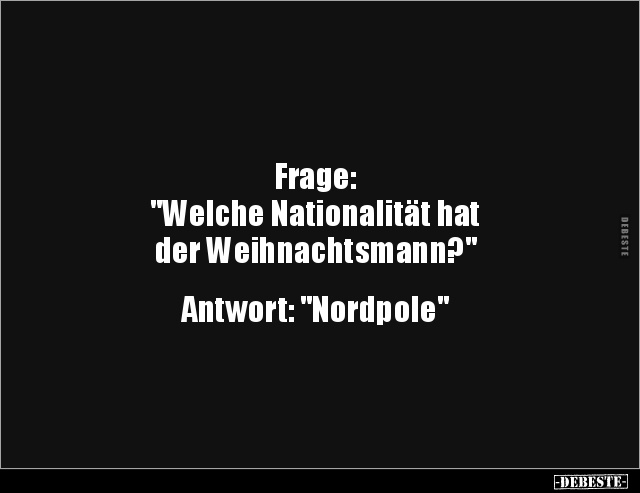 Frage:
"Welche Nationalität hat
der Weihnachtsmann?"
Antwort: "Nordpole"
DEBESTE
-DEBESTE-